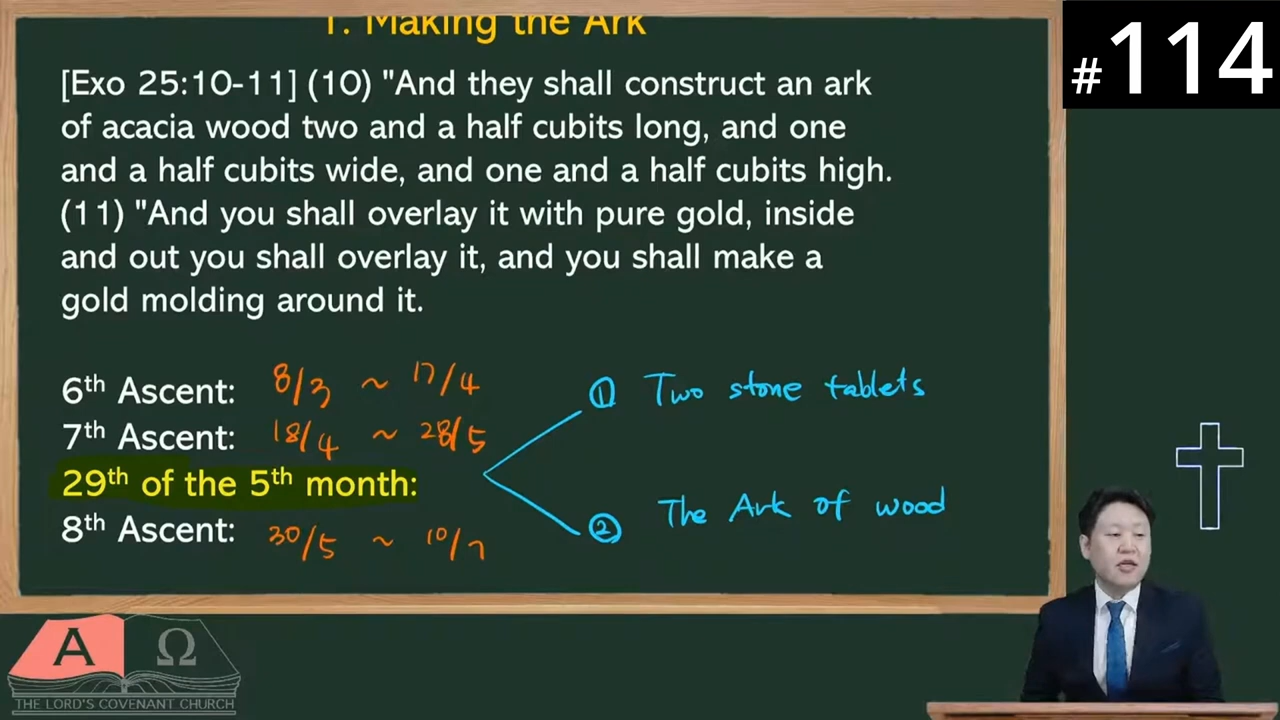 1. Making the Ark
#114
[Exo 25:10-11] (10) "And they shall construct an ark
of acacia wood two and a half cubits long, and one
and a half cubits wide, and one and a half cubits high.
(11) "And you shall overlay it with pure gold, inside
and out you shall overlay it, and you shall make a
gold molding around it.
6th Ascent: 8/3 ~ 17/4
7th Ascent: 18/4 ~ 28/5
29th of the 5th month:
8th Ascent: 30/5 ~ 10/7
① Two stone tablets
② The Ark of wood
A Ω
THE LORD'S COVENANT CHURCH